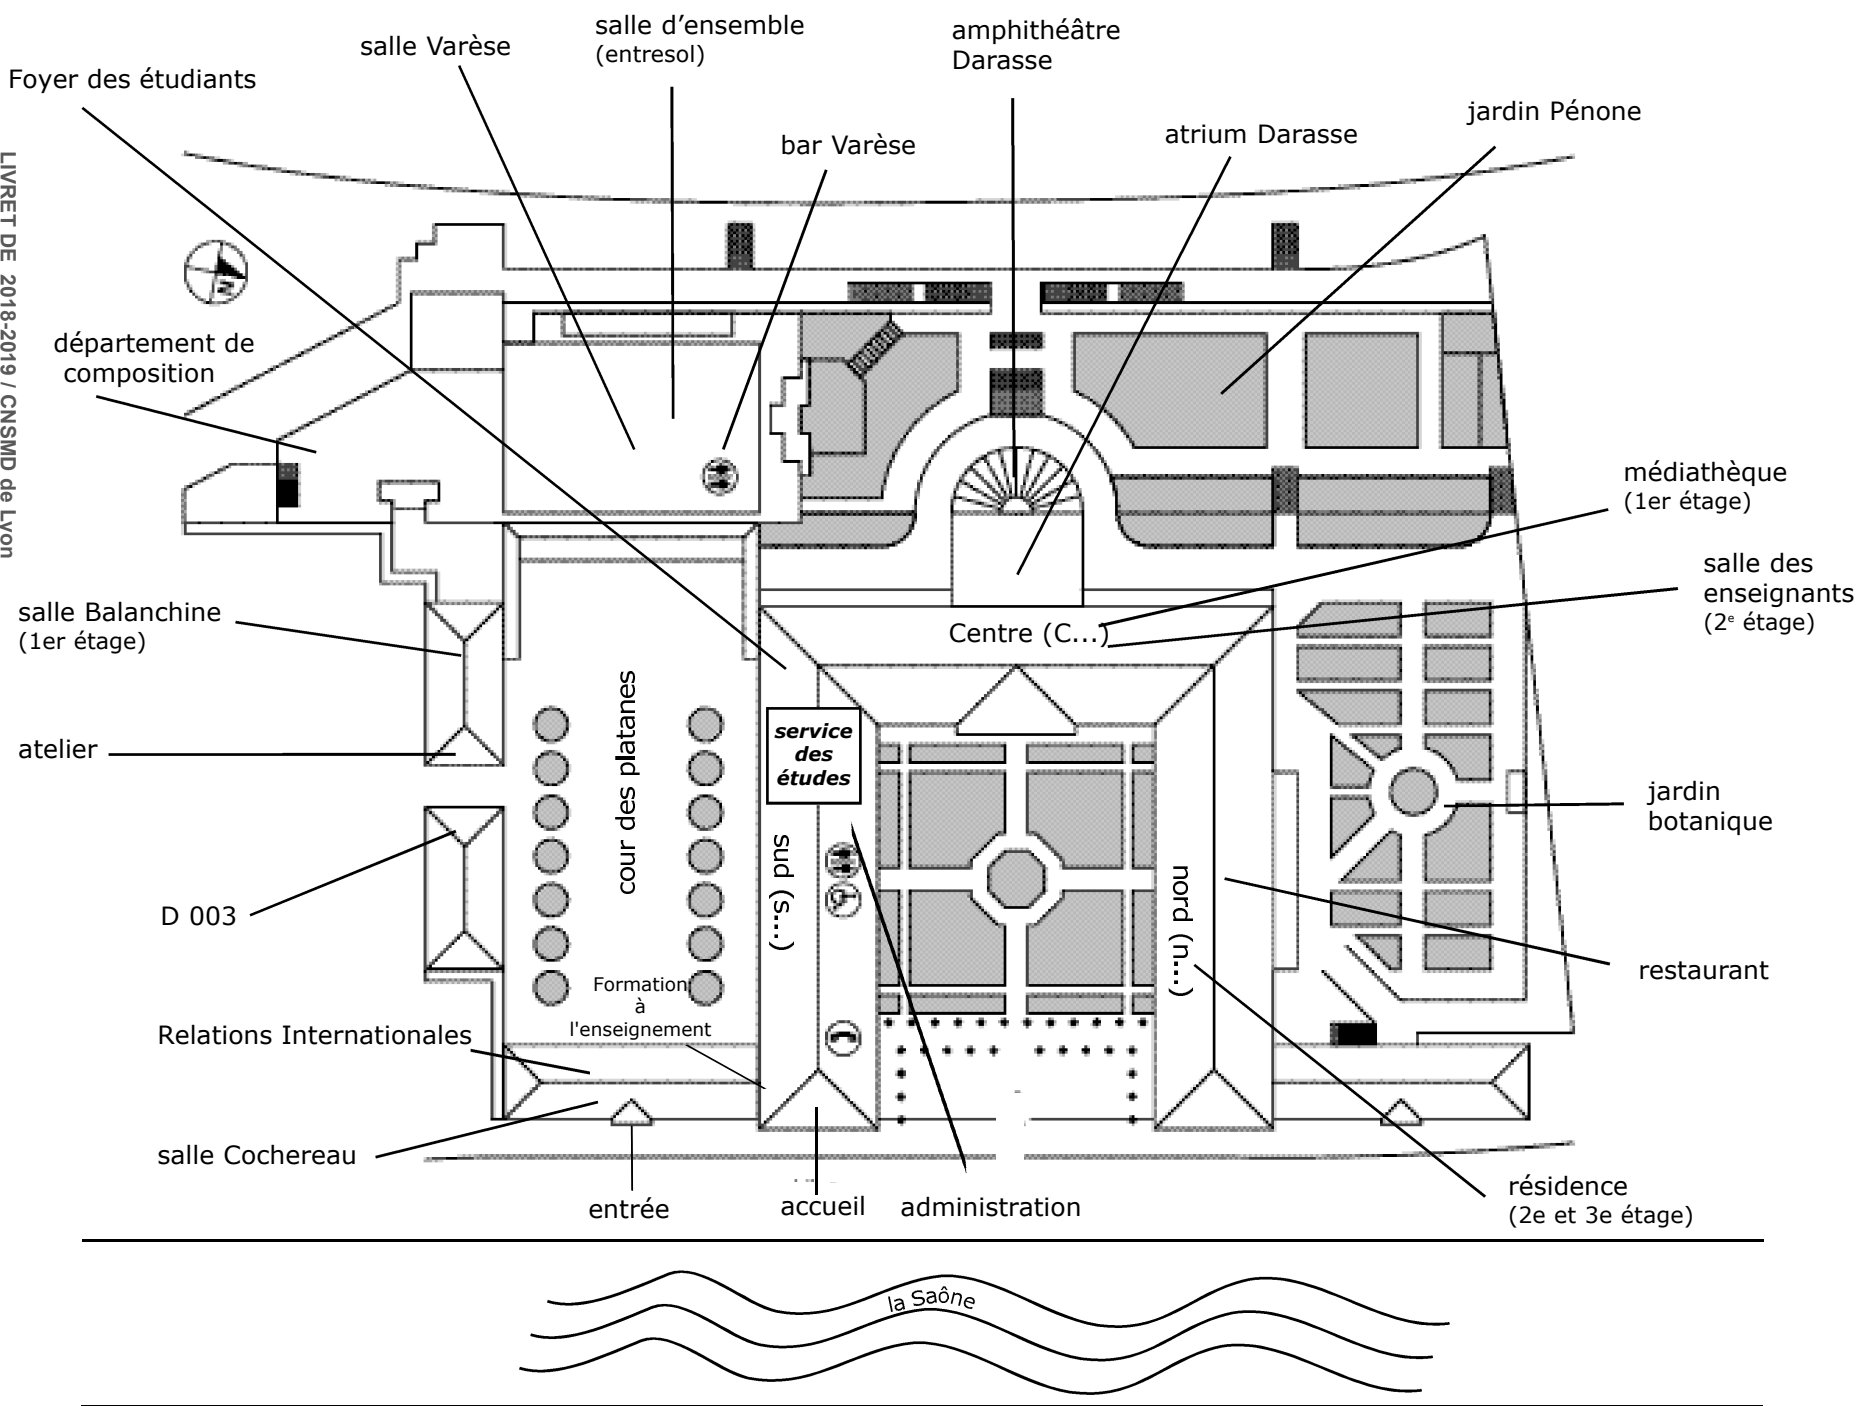 salle d’ensemble
(entresol)
amphithéâtre
Darasse
salle Varèse
Foyer des étudiants
jardin Pénone
atrium Darasse
bar Varèse
LIVRET DE 2018-2019 / CNSMD de Lyon
N
département de
composition
médiathèque
(1er étage)
salle des
enseignants
(2e étage)
salle Balanchine
(1er étage)
Centre (C...)
cour des platanes
service
des
études
atelier
jardin
botanique
sud (s...)
nord (n...)
D 003
restaurant
Formation
à
l'enseignement
Relations Internationales
salle Cochereau
entrée
accueil
administration
résidence
(2e et 3e étage)
la Saône